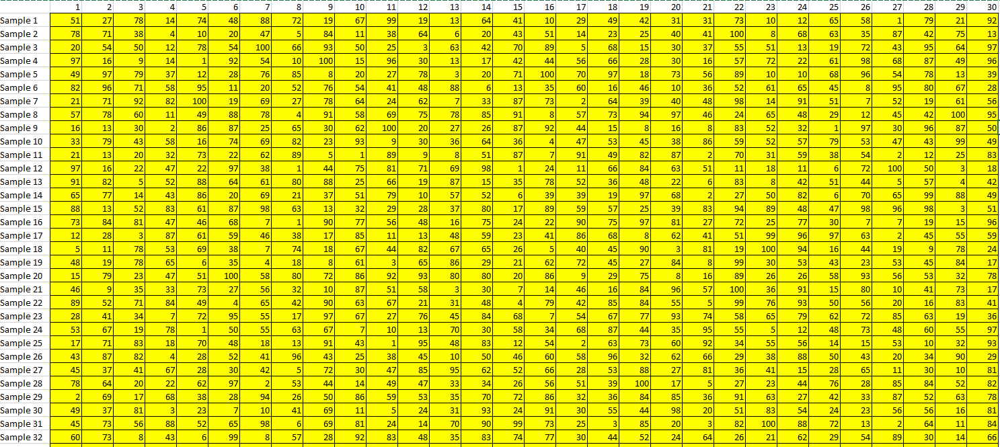 1 2 3 4 5 6 7 8 9 10 11 12 13 14 15 16 17 18 19 20 21 22 23 24 25 26 27 28 29 30
Sample 1 51 27 78 14 74 48 88 72 19 67 99 19 13 64 41 10 29 49 42 31 31 73 10 12 65 58 1 79 21 92
Sample 2 78 71 38 4 10 20 47 5 84 11 38 64 6 20 43 51 14 23 25 40 41 100 8 68 63 35 87 42 75 13
Sample 3 20 54 50 12 78 54 100 66 93 50 25 3 63 42 70 89 5 68 15 30 37 55 51 13 19 72 43 95 64 97
Sample 4 97 16 9 14 1 92 54 10 100 15 96 30 13 17 42 44 56 66 28 30 16 57 72 22 61 98 68 87 49 96
Sample 5 49 97 79 37 12 28 76 85 8 20 27 78 3 20 71 100 70 97 18 73 56 89 10 10 68 96 54 78 13 39
Sample 6 82 96 71 58 95 11 20 52 76 54 41 48 88 6 13 35 60 16 46 10 36 52 61 65 45 8 95 80 67 28
Sample 7 21 71 92 82 100 19 69 27 78 64 24 62 7 33 87 73 2 64 39 40 48 98 14 91 51 7 52 19 61 56
Sample 8 57 78 60 11 49 88 78 4 91 58 69 75 78 85 91 8 57 73 94 97 46 24 65 48 29 12 45 42 100 95
Sample 9 16 13 30 2 86 87 25 65 30 62 100 20 27 26 87 92 44 15 8 16 8 83 52 32 1 97 30 96 87 50
Sample 10 33 79 43 58 16 74 69 82 23 93 9 30 36 64 36 4 47 53 45 38 86 59 52 57 79 53 47 43 99 49
Sample 11 21 13 20 32 73 22 62 89 5 1 89 9 8 51 87 7 91 49 82 87 2 70 31 59 38 54 2 12 25 83
Sample 12 97 16 22 47 22 97 38 1 44 75 81 71 69 98 1 24 11 66 84 63 51 11 18 11 6 72 100 50 3 18
Sample 13 91 82 5 52 88 64 61 80 88 25 66 19 87 15 35 78 52 36 48 22 6 83 8 42 51 44 5 57 4 42
Sample 14 65 77 14 43 86 20 69 21 37 51 79 10 57 52 6 39 39 19 97 68 2 27 50 82 6 70 65 99 88 49
Sample 15 88 13 52 83 61 87 98 63 13 32 29 28 37 80 17 89 59 57 25 39 83 94 89 48 47 98 96 98 3 51
Sample 16 73 84 81 47 46 68 7 1 90 77 56 48 16 75 24 22 90 75 97 81 27 72 25 77 30 7 7 19 15 96
Sample 17 12 28 3 87 61 59 46 38 17 85 11 13 48 59 23 41 86 68 8 62 41 51 99 96 97 63 2 45 55 59
Sample 18 5 11 78 53 69 38 7 74 18 67 44 82 67 65 26 5 40 45 90 3 81 19 100 94 16 44 19 9 78 24
Sample 19 48 19 78 65 6 35 4 18 8 61 3 65 86 29 21 62 72 45 27 84 8 99 30 53 43 23 53 45 84 17
Sample 20 15 79 23 47 51 100 58 80 72 86 92 93 80 80 20 86 9 29 75 8 16 89 26 26 58 93 56 53 32 78
Sample 21 46 9 35 33 73 27 56 32 10 87 51 58 3 30 7 14 46 16 84 96 57 100 36 91 15 80 10 41 73 17
Sample 22 89 52 71 84 49 4 65 42 90 63 67 21 31 48 4 79 42 85 84 55 5 99 76 93 50 56 20 16 83 41
Sample 23 28 41 34 7 72 95 55 17 97 67 27 76 45 84 68 7 54 67 77 93 74 58 65 79 62 72 85 63 19 36
Sample 24 53 67 19 78 1 50 55 63 67 7 10 13 70 30 58 34 68 87 44 35 95 55 5 12 48 73 48 60 55 97
Sample 25 17 71 83 18 70 48 18 13 91 43 1 95 48 83 12 54 2 63 73 60 92 34 55 56 14 15 53 10 32 93
Sample 26 43 87 82 4 28 52 41 96 43 25 38 45 10 50 46 60 58 96 32 62 66 29 38 88 50 43 20 34 90 29
Sample 27 45 37 41 67 28 30 42 5 72 30 47 85 95 62 52 66 28 53 88 27 81 36 41 15 28 65 11 30 10 81
Sample 28 78 64 20 22 62 97 2 53 44 14 49 47 33 34 26 56 51 39 100 17 5 27 23 44 76 28 85 84 52 82
Sample 29 2 69 17 68 38 28 94 26 50 86 59 53 35 70 72 86 32 36 84 85 36 91 63 27 42 33 87 52 63 78
Sample 30 49 37 81 3 23 7 10 41 69 11 5 24 31 93 24 91 30 55 44 98 20 51 83 54 24 23 56 56 16 81
Sample 31 45 73 56 88 52 65 98 6 69 81 24 14 70 90 99 73 25 3 85 20 3 82 100 88 72 13 2 64 11 84
Sample 32 60 73 8 43 6 99 8 57 28 92 83 48 35 83 74 77 30 44 52 24 64 26 21 62 29 54 89 30 14 66